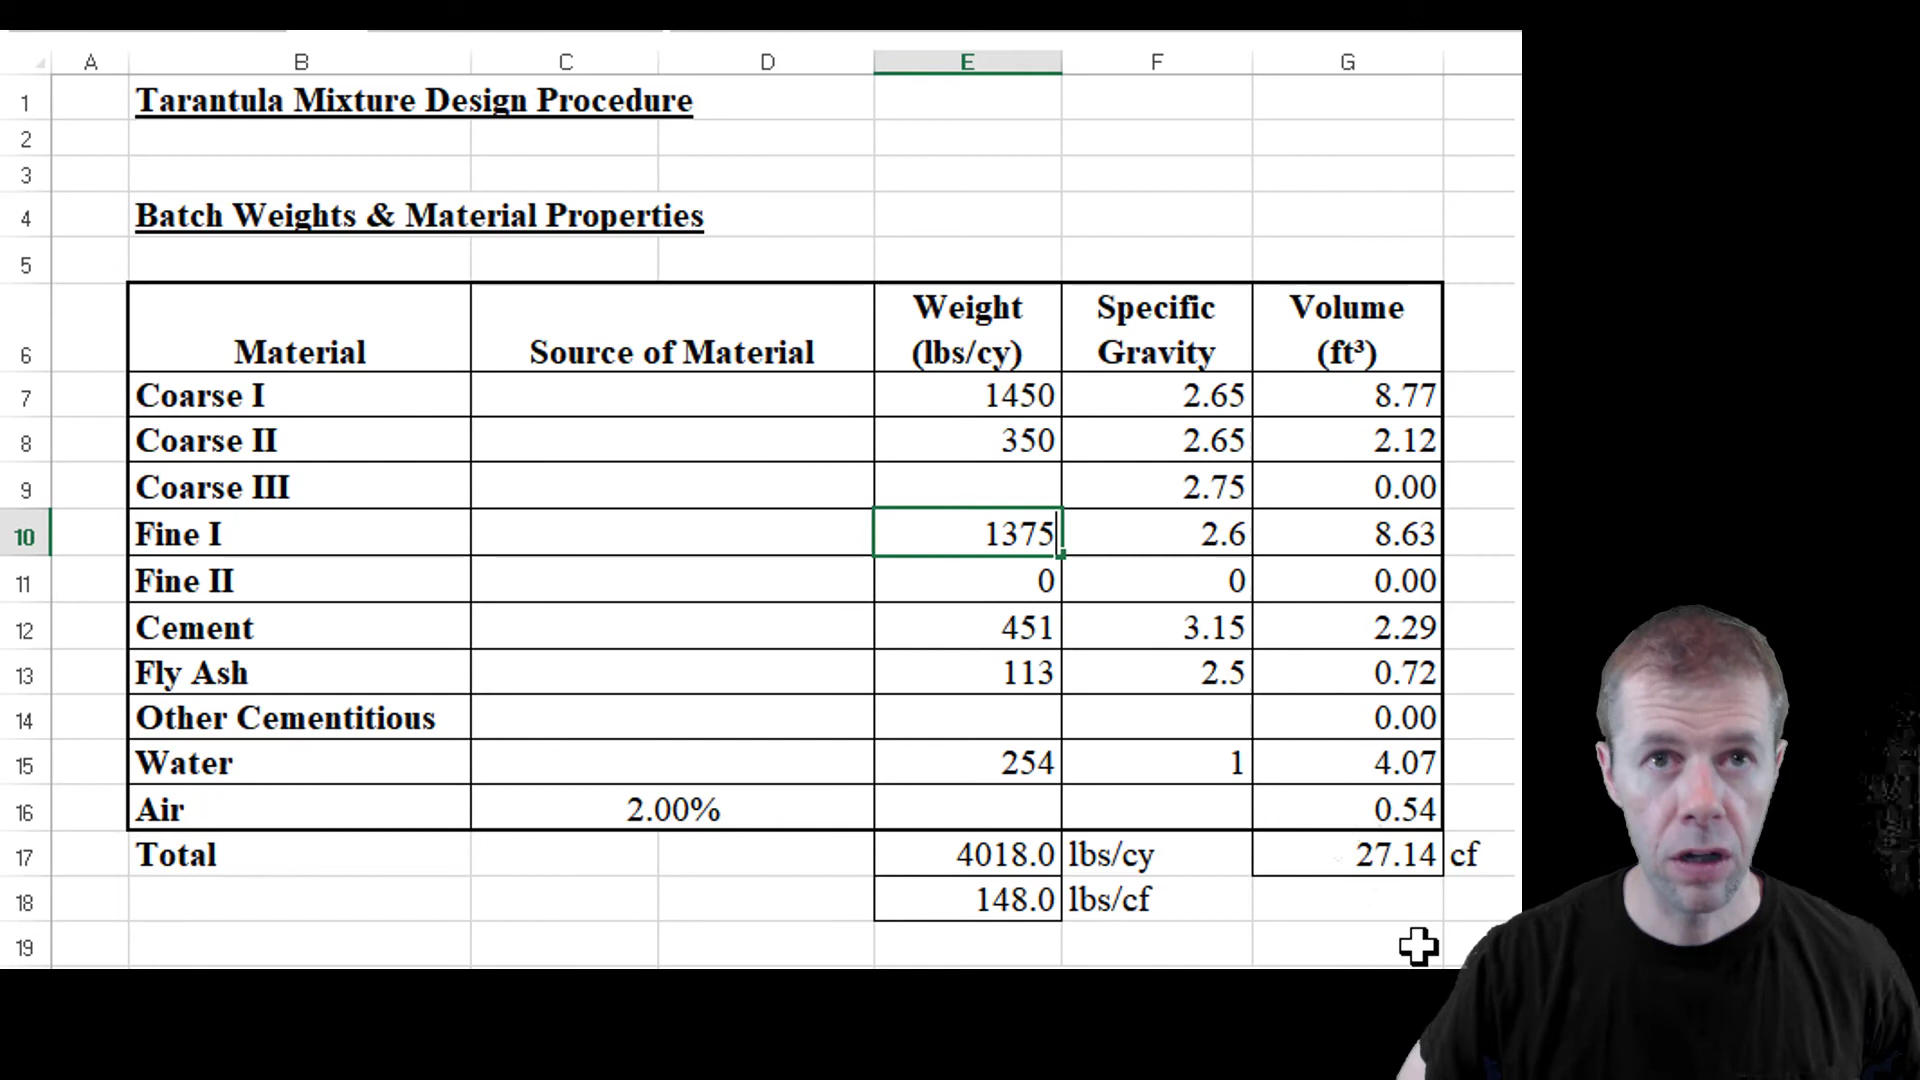 A B C D E F G
1 Tarantula Mixture Design Procedure
2
3
4 Batch Weights & Material Properties
5
Weight Specific Volume
6 Material Source of Material (lbs/cy) Gravity (ft³)
7 Coarse I 1450 2.65 8.77
8 Coarse II 350 2.65 2.12
9 Coarse III 2.75 0.00
10 Fine I 1375 2.6 8.63
11 Fine II 0 0 0.00
12 Cement 451 3.15 2.29
13 Fly Ash 113 2.5 0.72
14 Other Cementitious 0.00
15 Water 254 1 4.07
16 Air 2.00% 0.54
17 Total 4018.0 lbs/cy 27.14 cf
18 148.0 lbs/cf
19